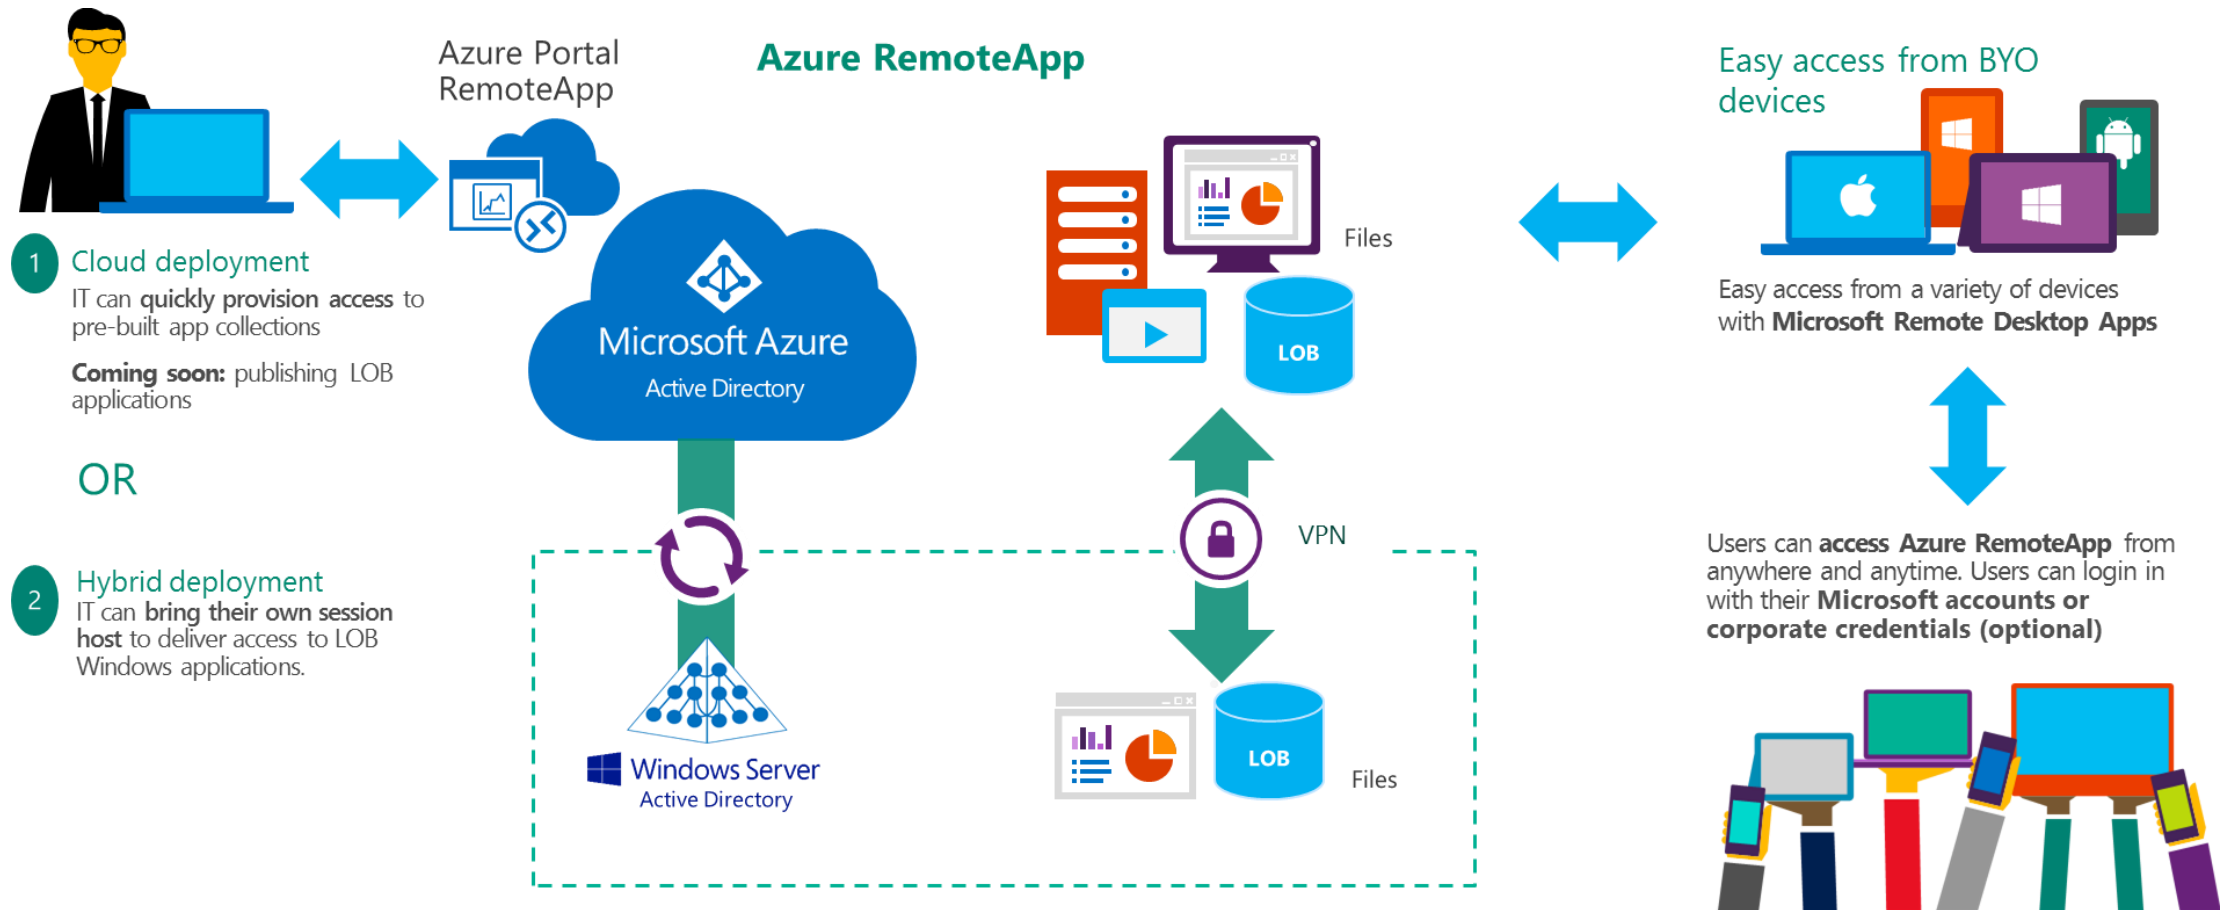 Azure Portal
RemoteApp
Azure RemoteApp
Easy access from BYO
devices
1
Cloud deployment
IT can quickly provision access to
pre-built app collections
Coming soon: publishing LOB
applications
OR
2
Hybrid deployment
IT can bring their own session
host to deliver access to LOB
Windows applications.
Microsoft Azure
Active Directory
Windows Server
Active Directory
Files
LOB
VPN
LOB
Files
Easy access from a variety of devices
with Microsoft Remote Desktop Apps
Users can access Azure RemoteApp from
anywhere and anytime. Users can login in
with their Microsoft accounts or
corporate credentials (optional)